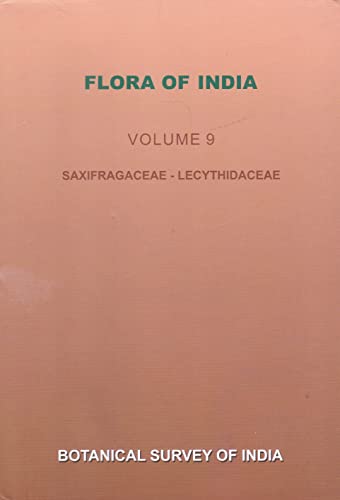 FLORA OF INDIA
VOLUME 9
SAXIFRAGACEAE - LECYTHIDACEAE
BOTANICAL SURVEY OF INDIA